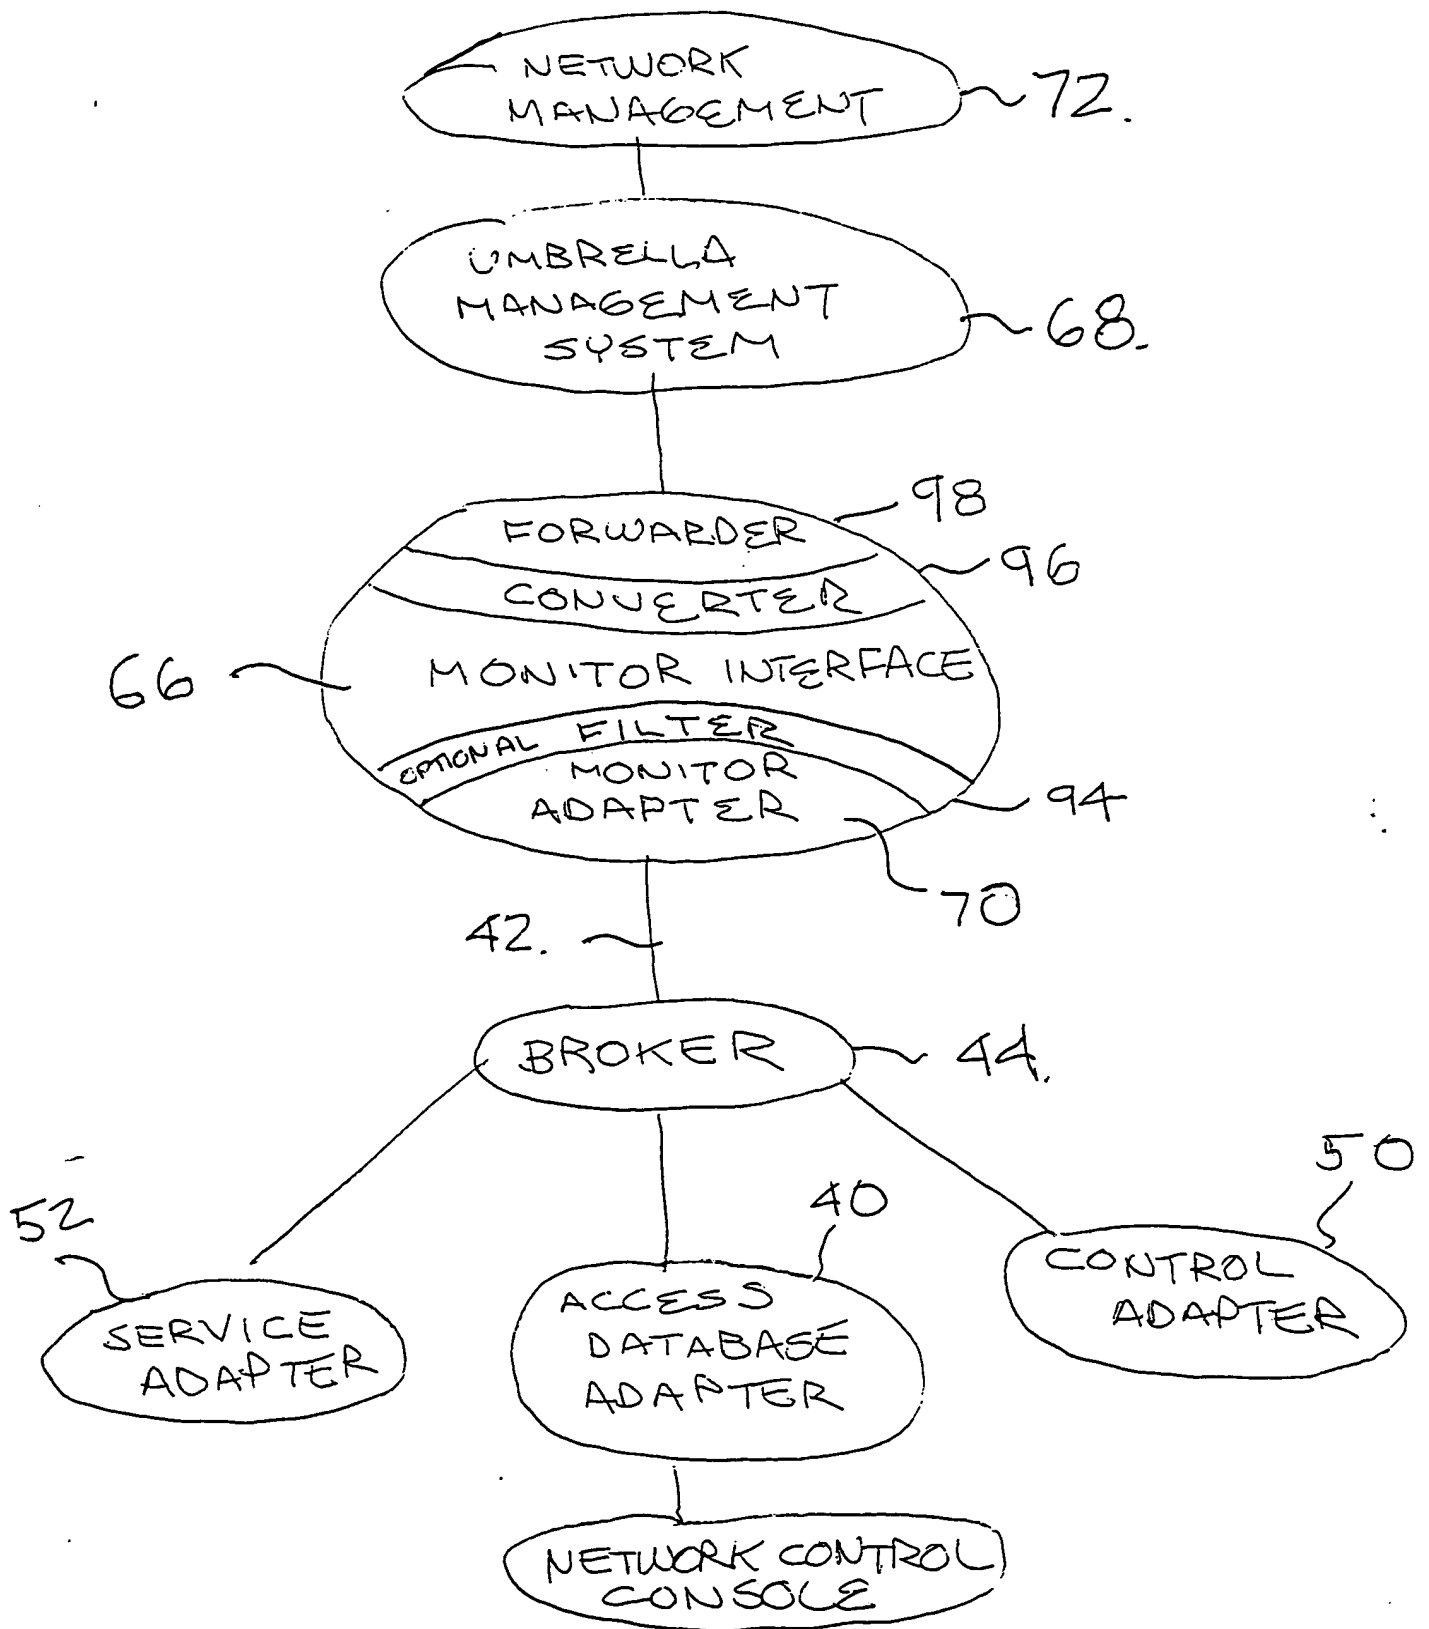 NETWORK
MANAGEMENT
72.
UMBRELLA
MANAGEMENT
SYSTEM
68.
98
FORWARDER
96
CONVERTER
66
MONITOR INTERFACE
OPTIONAL FILTER
MONITOR
ADAPTER
94
70
42.
BROKER
44.
50
52
40
CONTROL
ADAPTER
ACCESS
DATABASE
ADAPTER
SERVICE
ADAPTER
NETWORK CONTROL
CONSOLE